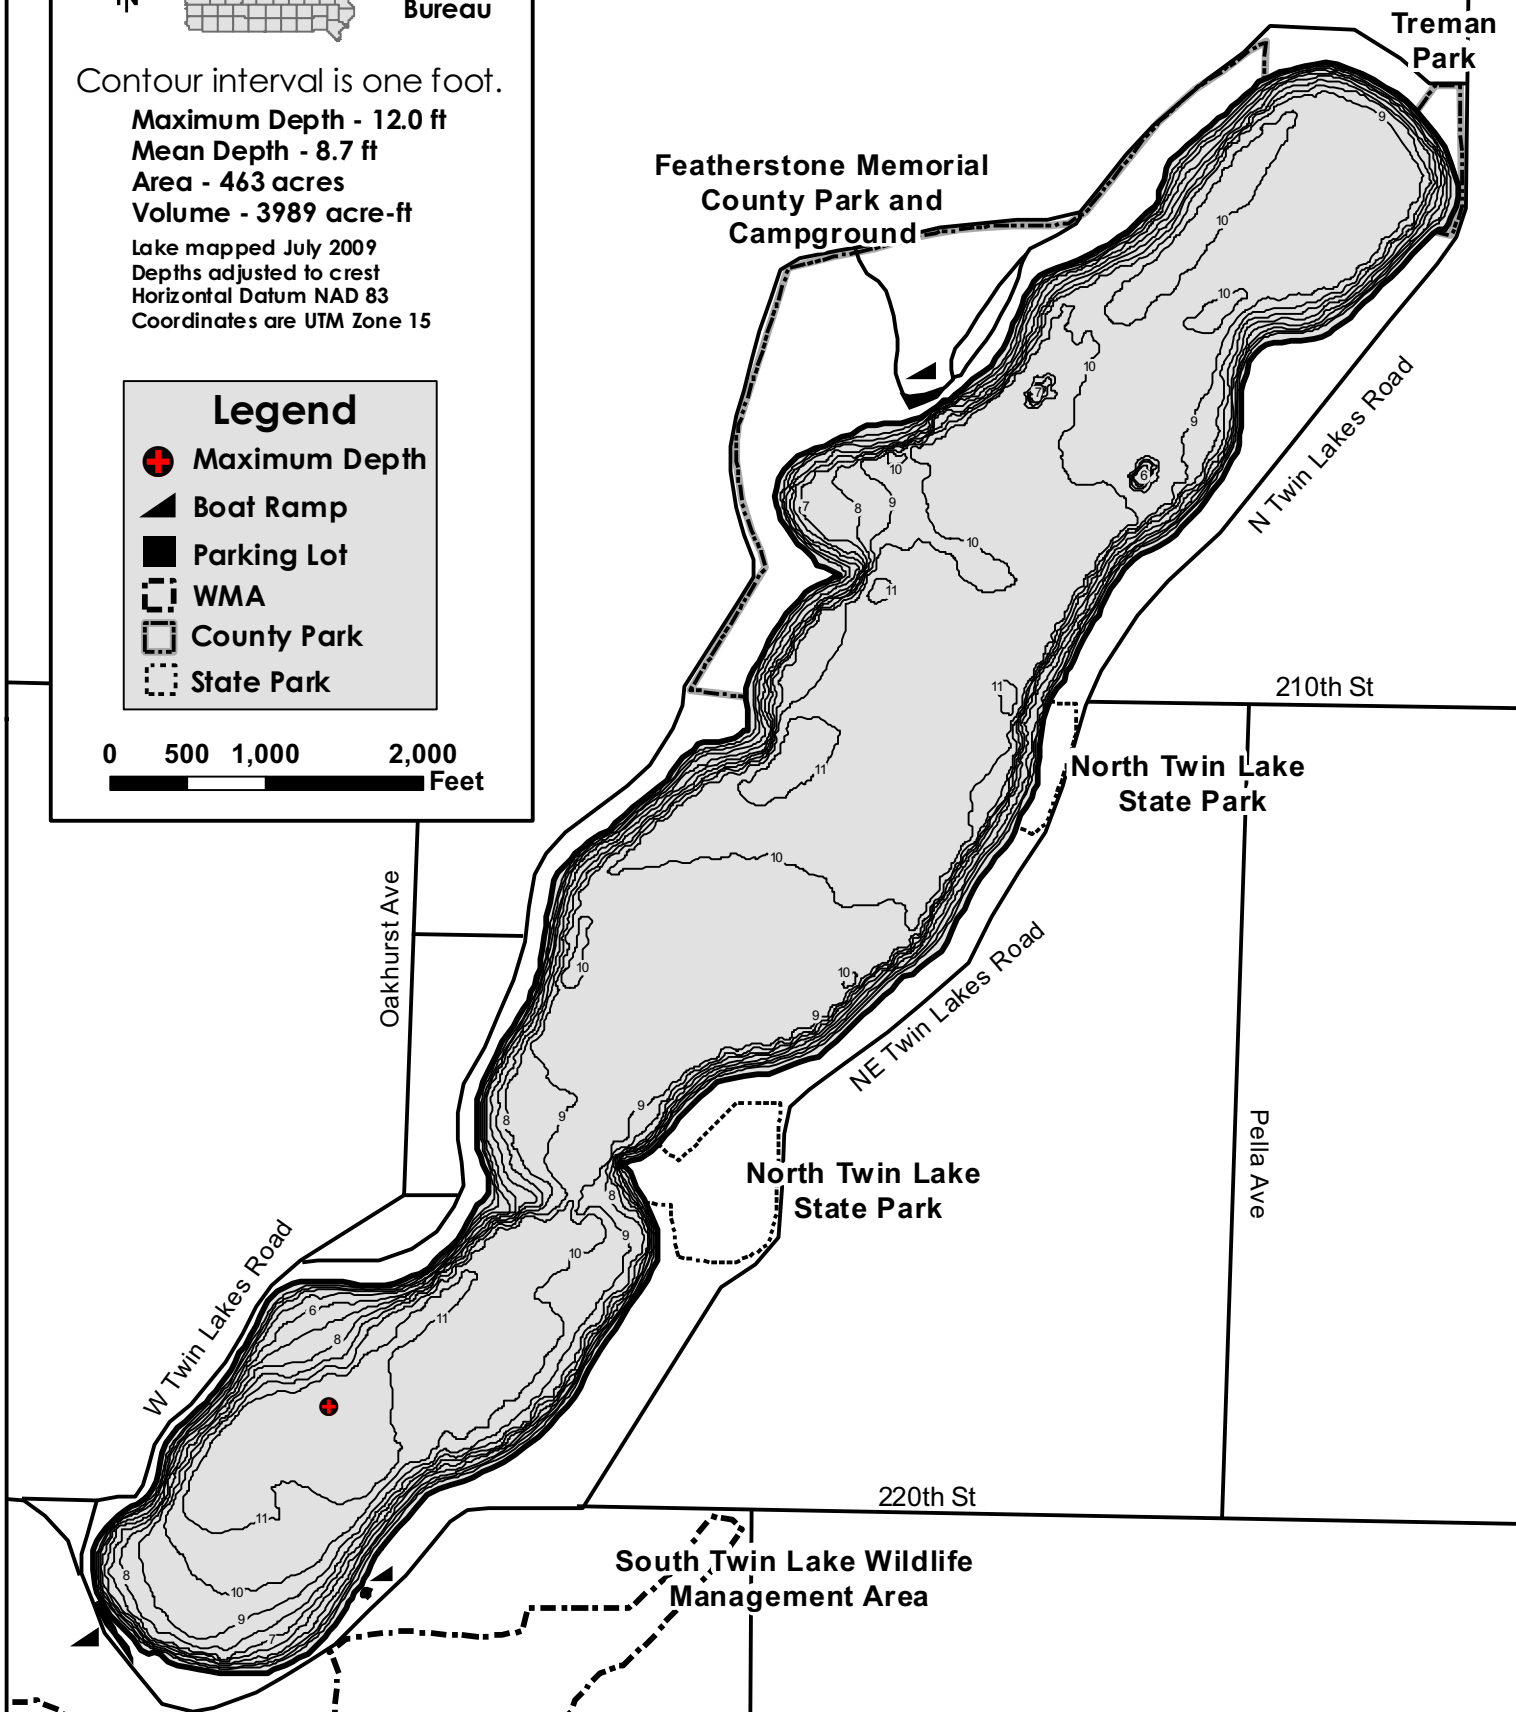 N
Bureau
Contour interval is one foot.
Maximum Depth - 12.0 ft
Mean Depth - 8.7 ft
Area - 463 acres
Volume - 3989 acre-ft
Lake mapped July 2009
Depths adjusted to crest
Horizontal Datum NAD 83
Coordinates are UTM Zone 15
Legend
Maximum Depth
Boat Ramp
Parking Lot
WMA
County Park
State Park
0 500 1,000 2,000
Feet
Treman
Park
Featherstone Memorial
County Park and
Campground
9
10
10
7
10
9
6
N Twin Lakes Road
10
7
8
9
10
11
11
210th St
North Twin Lake
State Park
11
10
Oakhurst Ave
10
10
9
NE Twin Lakes Road
8
9
9
Pella Ave
North Twin Lake
State Park
8
9
10
W Twin Lakes Road
6
8
11
11
220th St
South Twin Lake Wildlife
Management Area
8
10
9
7